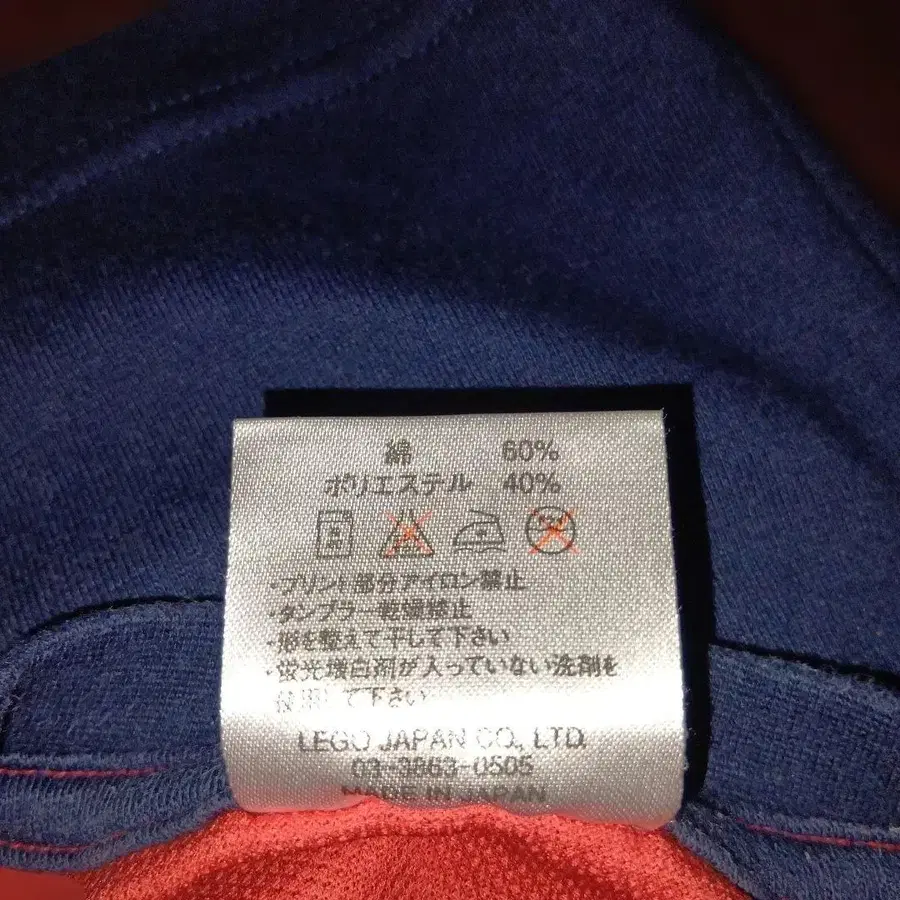 綿 60%
ポリエステル 40%
・プリント部分アイロン禁止
・タンブラー乾燥禁止
・形を整えて干して下さい
・蛍光増白剤が入っていない洗剤を
使用して下さい
LEGO JAPAN CO., LTD.
03-3863-0505
MADE IN JAPAN